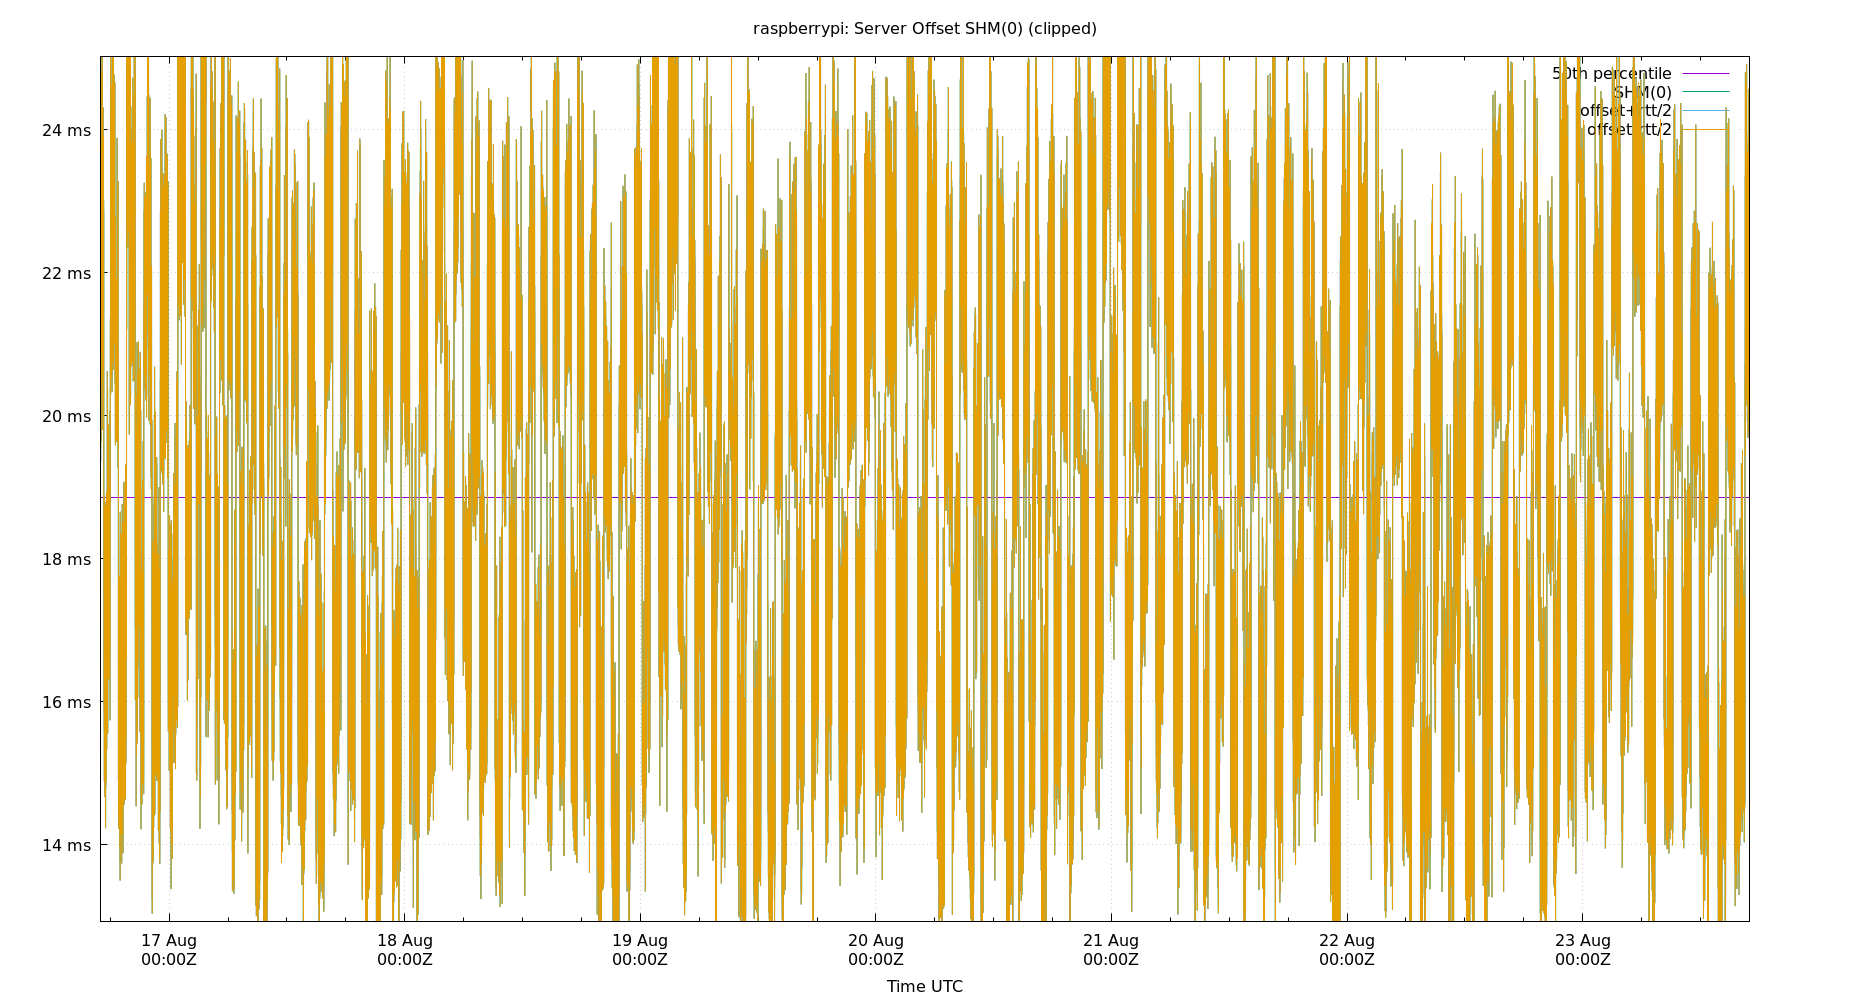 raspberrypi: Server Offset SHM(0) (clipped)
50th percentile
SHM(0)
offset+rtt/2
offset-rtt/2
24 ms
22 ms
20 ms
18 ms
16 ms
14 ms
17 Aug
00:00Z
18 Aug
00:00Z
19 Aug
00:00Z
20 Aug
00:00Z
21 Aug
00:00Z
22 Aug
00:00Z
23 Aug
00:00Z
Time UTC